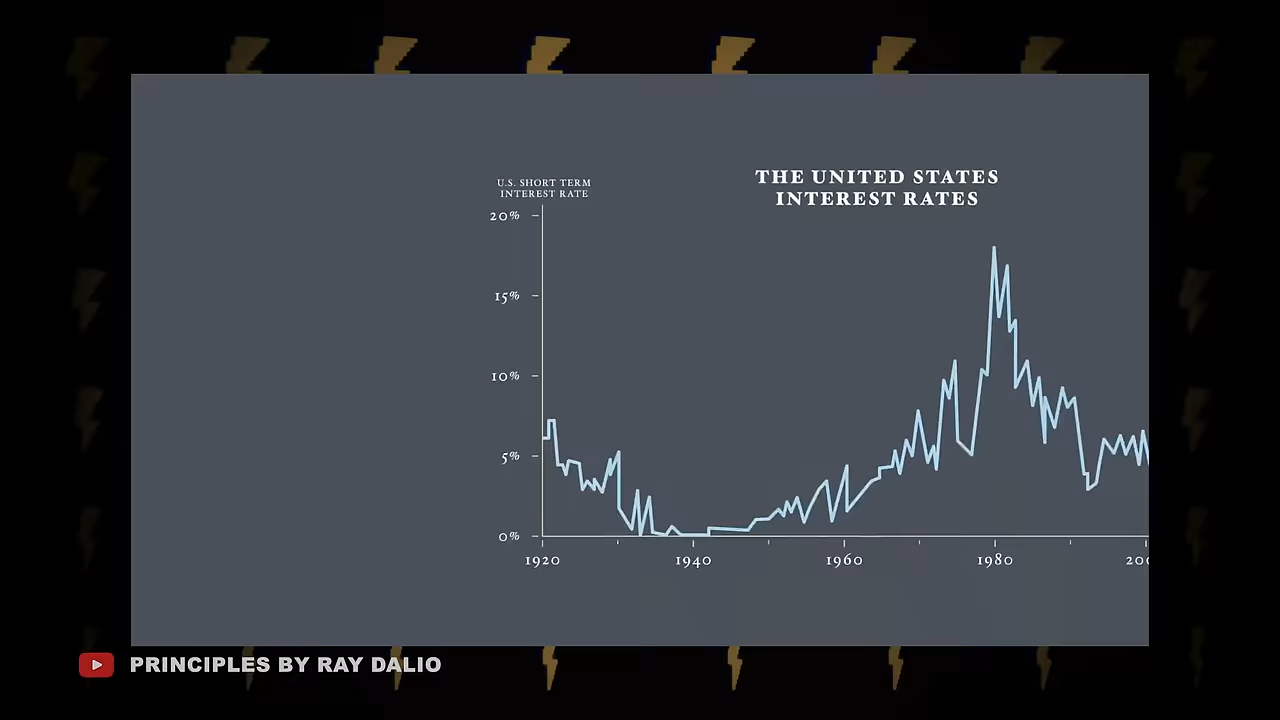 THE UNITED STATES
INTEREST RATES
U.S. SHORT TERM
INTEREST RATE
20%
15%
10%
5%
0%
1920
1940
1960
1980
PRINCIPLES BY RAY DALIO